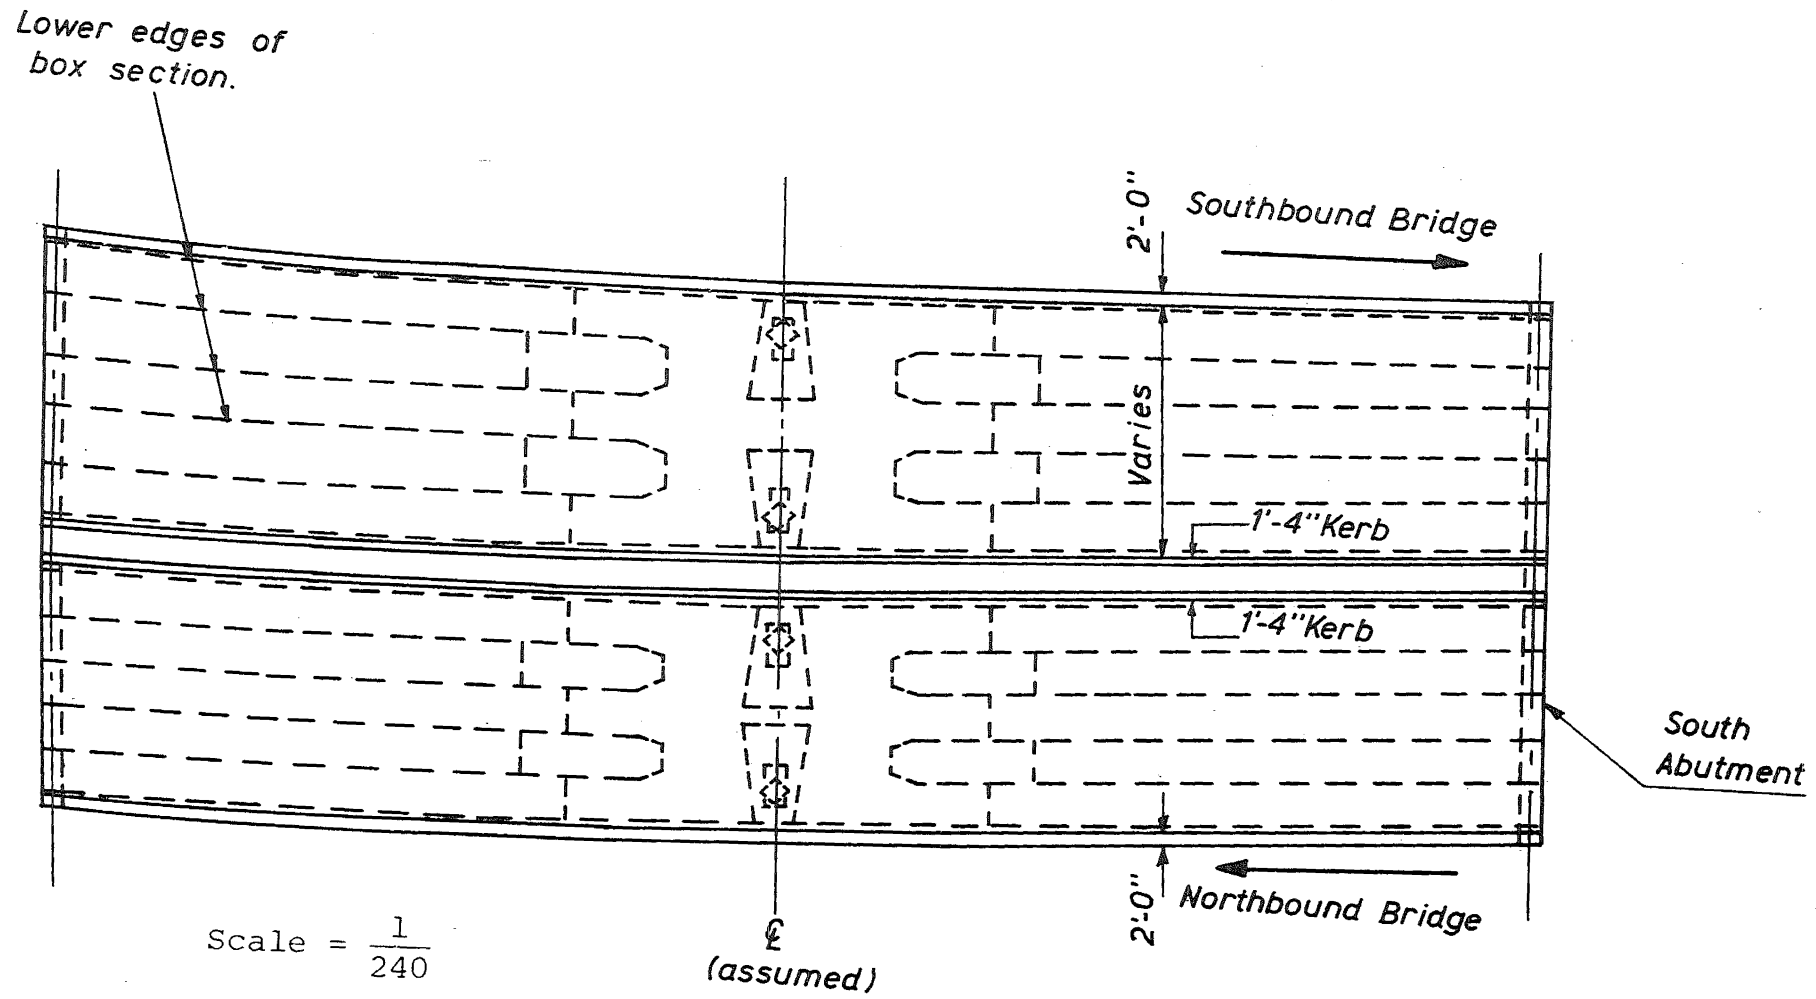 Lower edges of
box section.
2'-0"
Southbound Bridge
Varies
1'-4" Kerb
1'-4" Kerb
South
Abutment
2'-0"
Northbound Bridge
Scale = 1/240
℄
(assumed)